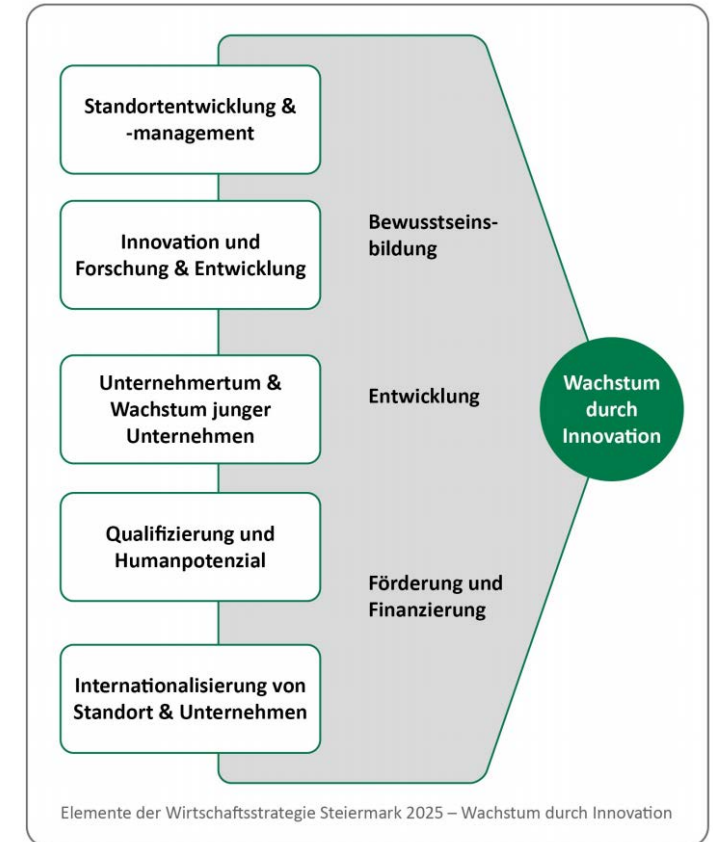 Standortentwicklung &
-management
Innovation und
Forschung & Entwicklung
Unternehmertum &
Wachstum junger
Unternehmen
Qualifizierung und
Humanpotenzial
Internationalisierung von
Standort & Unternehmen
Bewusstseins-
bildung
Entwicklung
Förderung und
Finanzierung
Wachstum
durch
Innovation
Elemente der Wirtschaftsstrategie Steiermark 2025 – Wachstum durch Innovation